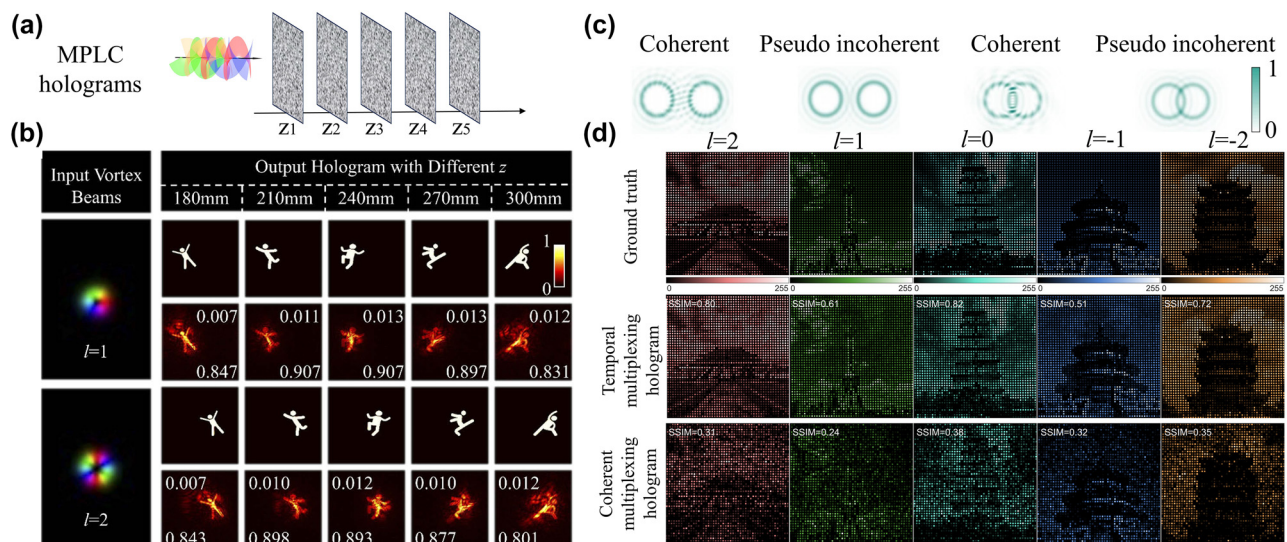 (a)
MPLC
holograms
Z1 Z2 Z3 Z4 Z5
(b)
Input Vortex
Beams
Output Hologram with Different z
180mm 210mm 240mm 270mm 300mm
1
0
l=1
0.007 0.011 0.013 0.013 0.012
0.847 0.907 0.907 0.897 0.831
l=2
0.007 0.010 0.012 0.010 0.012
0.843 0.898 0.893 0.877 0.801
(c)
Coherent Pseudo incoherent Coherent Pseudo incoherent
1
0
(d)
l=2 l=1 l=0 l=-1 l=-2
Ground truth
0 255 0 255 0 255 0 255 0 255
Temporal
multiplexing
hologram
SSIM=0.80 SSIM=0.61 SSIM=0.82 SSIM=0.51 SSIM=0.72
Coherent
multiplexing
hologram
SSIM=0.31 SSIM=0.24 SSIM=0.38 SSIM=0.32 SSIM=0.35